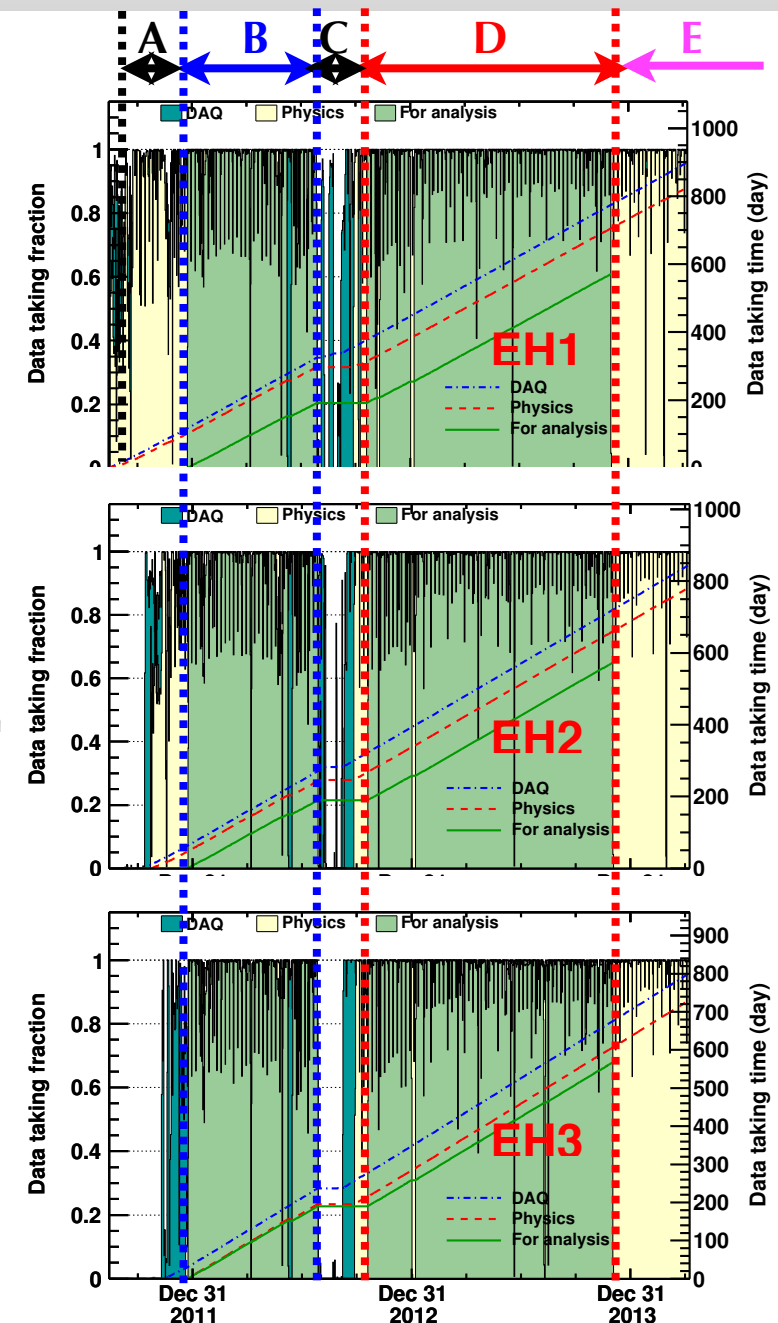 A B C D E
DAQ Physics For analysis
Data taking fraction
1
0.8
0.6
0.4
0.2
0
1000
800
600
400
200
0
Data taking time (day)
EH1
DAQ
Physics
For analysis
DAQ Physics For analysis
Data taking fraction
1
0.8
0.6
0.4
0.2
0
1000
800
600
400
200
0
Data taking time (day)
EH2
DAQ
Physics
For analysis
DAQ Physics For analysis
Data taking fraction
1
0.8
0.6
0.4
0.2
0
900
800
700
600
500
400
300
200
100
0
Data taking time (day)
EH3
DAQ
Physics
For analysis
Dec 31 Dec 31 Dec 31
2011 2012 2013